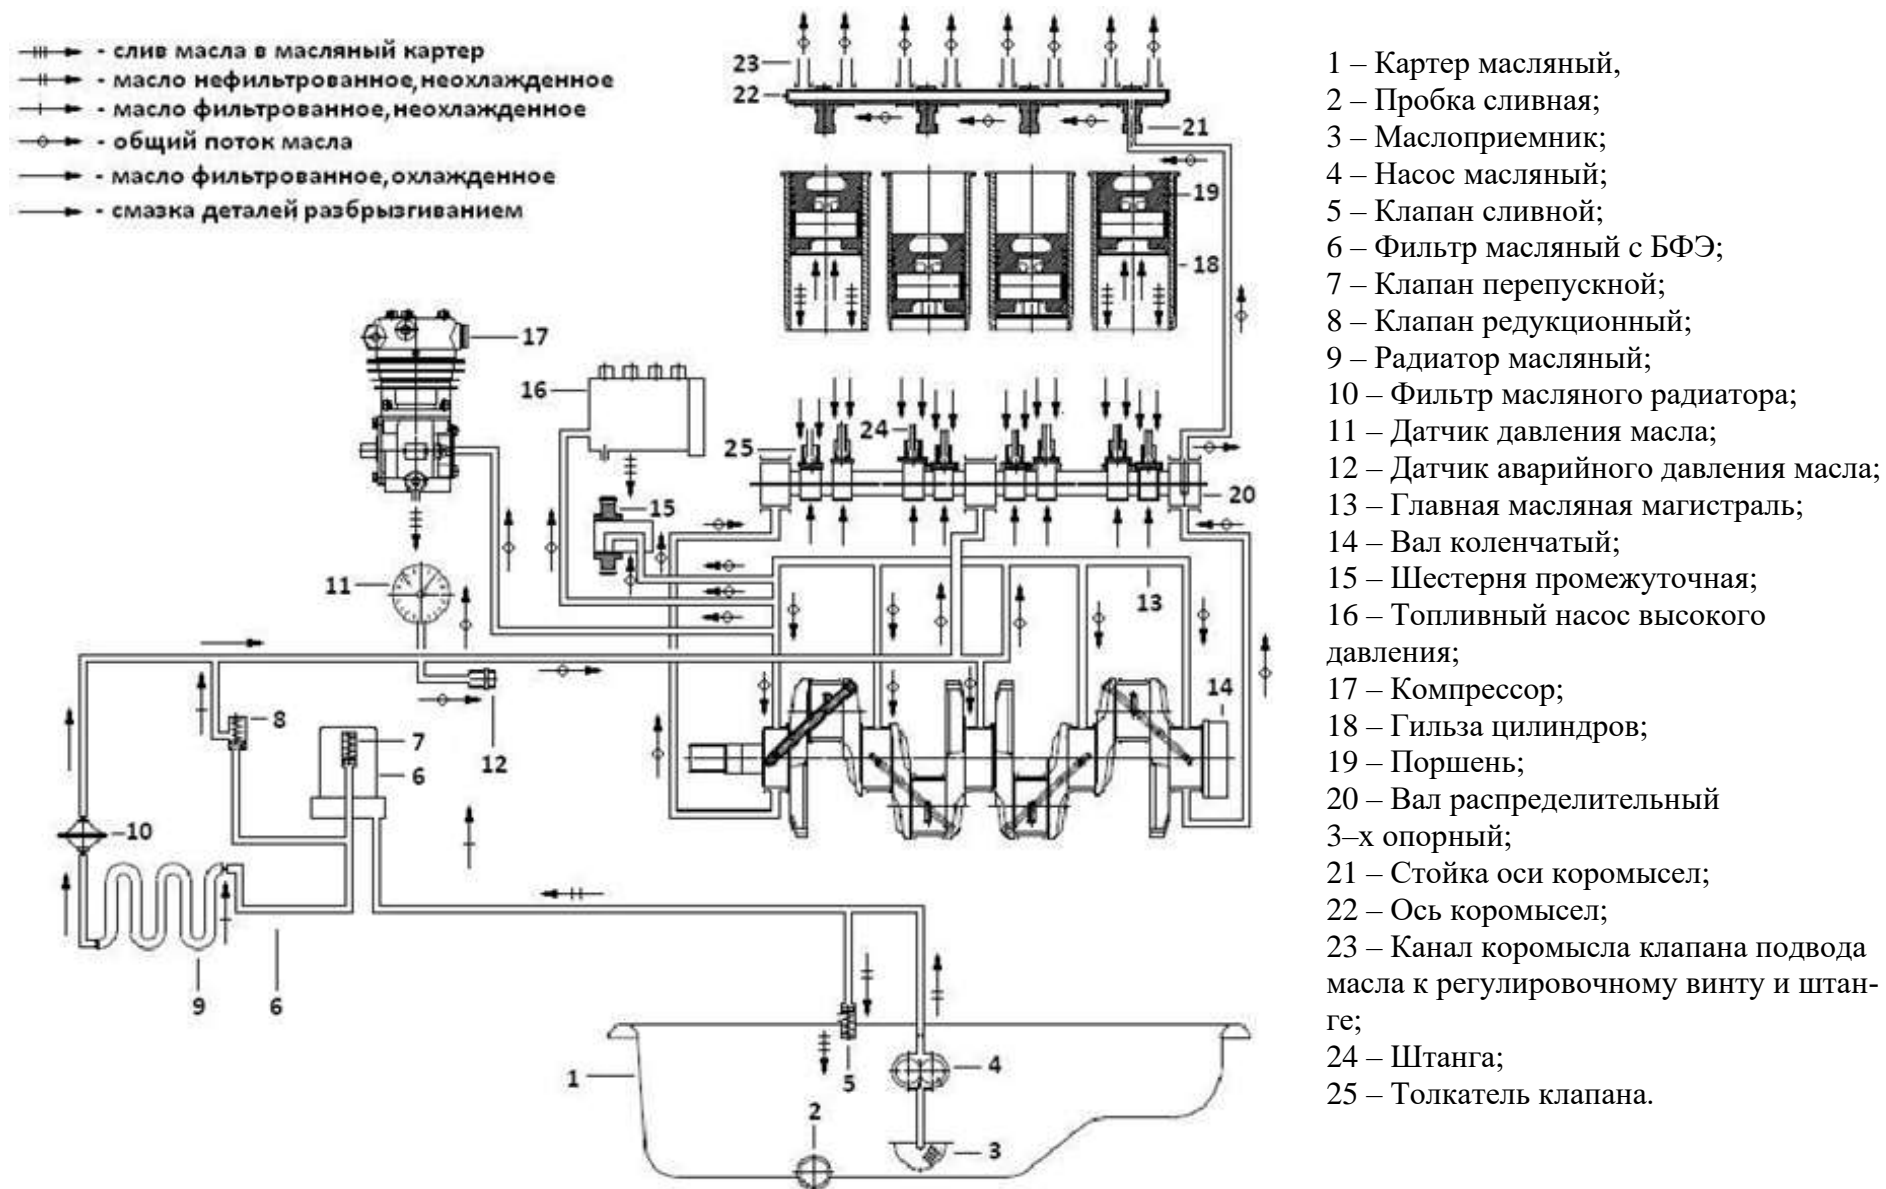 - слив масла в масляный картер
- масло нефильтрованное,неохлажденное
- масло фильтрованное,неохлажденное
- общий поток масла
- масло фильтрованное,охлажденное
- смазка деталей разбрызгиванием
23
22
21
19
18
17
16
24
25
15
20
11
13
14
8
7
12
6
10
9
6
5
4
1
2
3
1 – Картер масляный,
2 – Пробка сливная;
3 – Маслоприемник;
4 – Насос масляный;
5 – Клапан сливной;
6 – Фильтр масляный с БФЭ;
7 – Клапан перепускной;
8 – Клапан редукционный;
9 – Радиатор масляный;
10 – Фильтр масляного радиатора;
11 – Датчик давления масла;
12 – Датчик аварийного давления масла;
13 – Главная масляная магистраль;
14 – Вал коленчатый;
15 – Шестерня промежуточная;
16 – Топливный насос высокого
давления;
17 – Компрессор;
18 – Гильза цилиндров;
19 – Поршень;
20 – Вал распределительный
3–х опорный;
21 – Стойка оси коромысел;
22 – Ось коромысел;
23 – Канал коромысла клапана подвода
масла к регулировочному винту и штан-
ге;
24 – Штанга;
25 – Толкатель клапана.